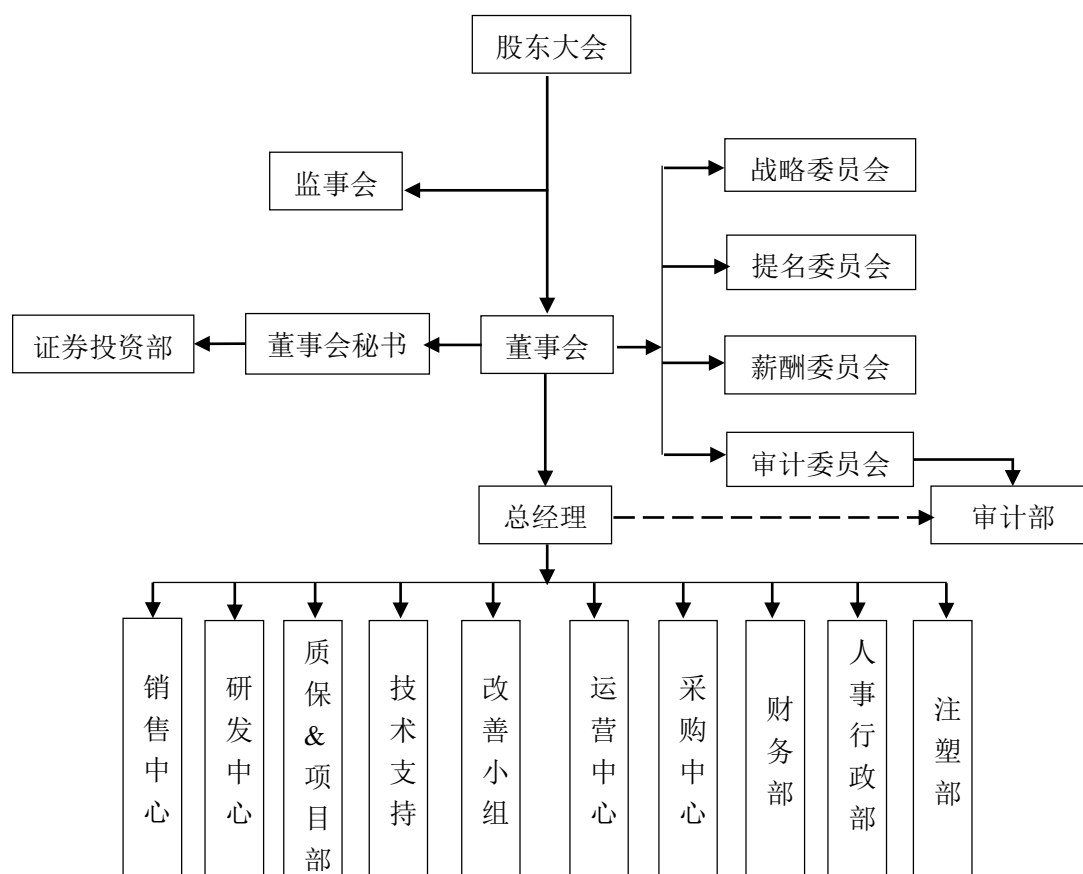 股东大会
监事会
战略委员会
提名委员会
证券投资部
董事会秘书
董事会
薪酬委员会
审计委员会
总经理
审计部
销售中心
研发中心
质保&项目部
技术支持
改善小组
运营中心
采购中心
财务部
人事行政部
注塑部